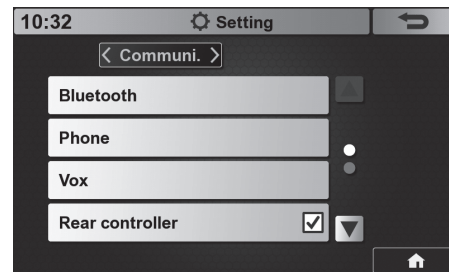 10:32 Setting
Communi.
Bluetooth
Phone
Vox
Rear controller